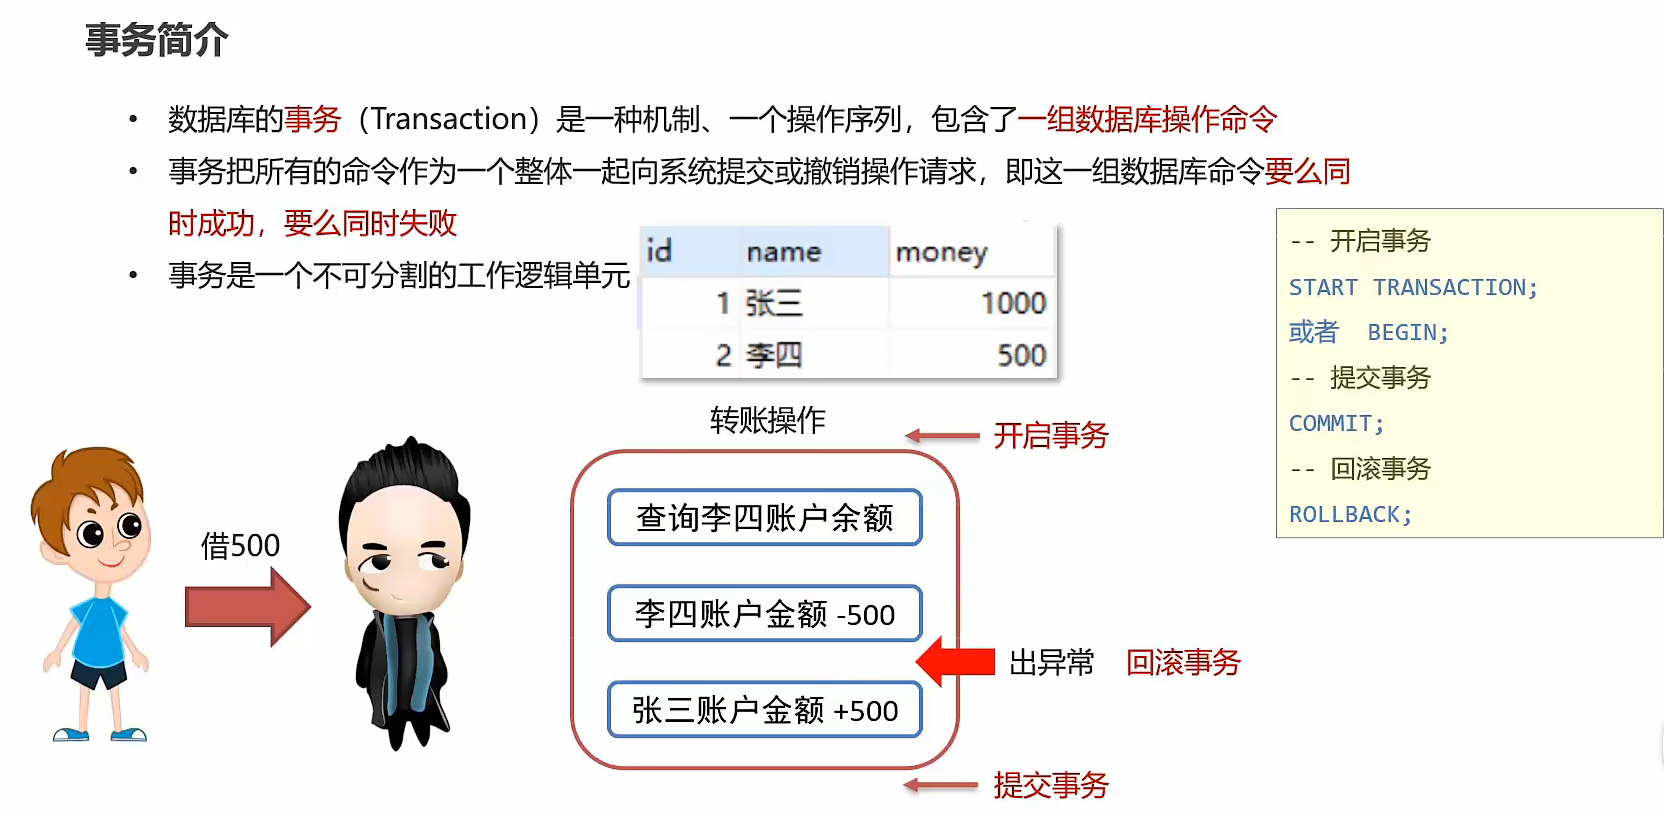 事务简介
• 数据库的事务（Transaction）是一种机制、一个操作序列，包含了一组数据库操作命令
• 事务把所有的命令作为一个整体一起向系统提交或撤销操作请求，即这一组数据库命令要么同
时成功，要么同时失败
• 事务是一个不可分割的工作逻辑单元
id name money
1 张三 1000
2 李四 500
-- 开启事务
START TRANSACTION;
或者 BEGIN;
-- 提交事务
COMMIT;
-- 回滚事务
ROLLBACK;
转账操作
开启事务
借500
查询李四账户余额
李四账户金额 -500
出异常 回滚事务
张三账户金额 +500
提交事务